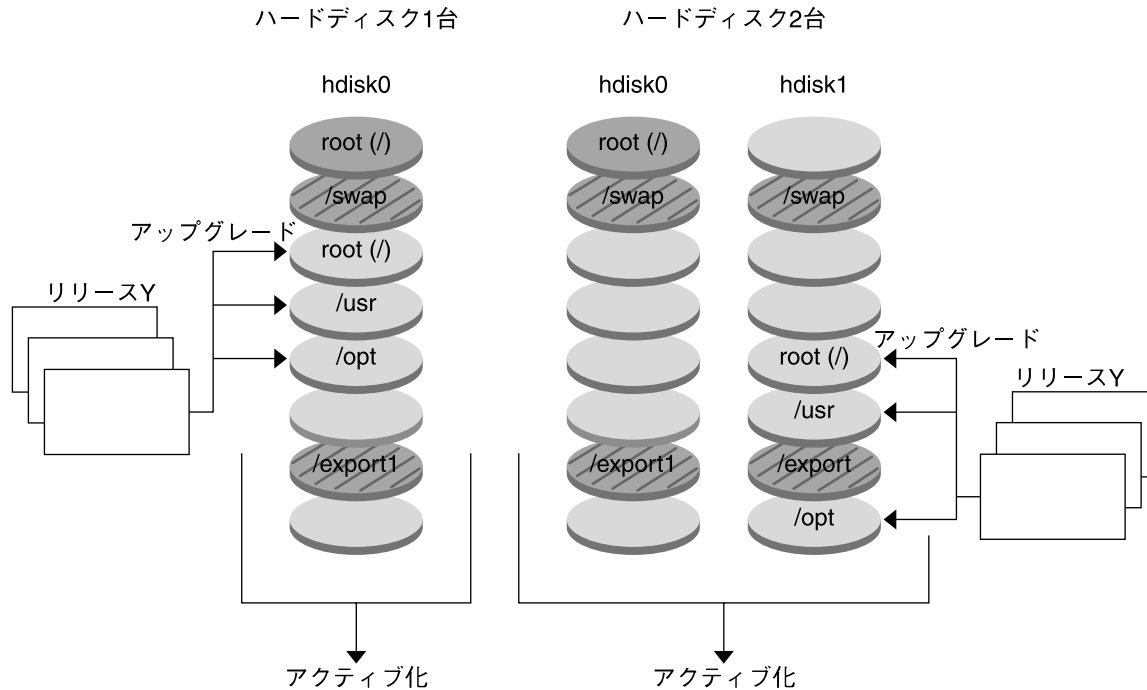 ハードディスク1台
hdisk0
root (/)
/swap
アップグレード
root (/)
リリースY
/usr
/opt
/export1
アクティブ化
ハードディスク2台
hdisk0
hdisk1
root (/)
/swap
/swap
アップグレード
root (/)
リリースY
/usr
/export1
/export
/opt
アクティブ化